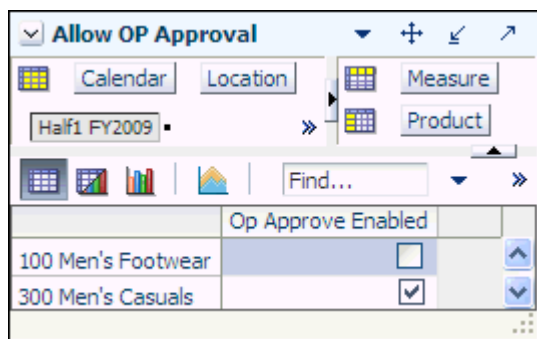 Allow OP Approval
Calendar Location Measure
Half1 FY2009 » Product
Find... »
Op Approve Enabled
100 Men's Footwear
300 Men's Casuals